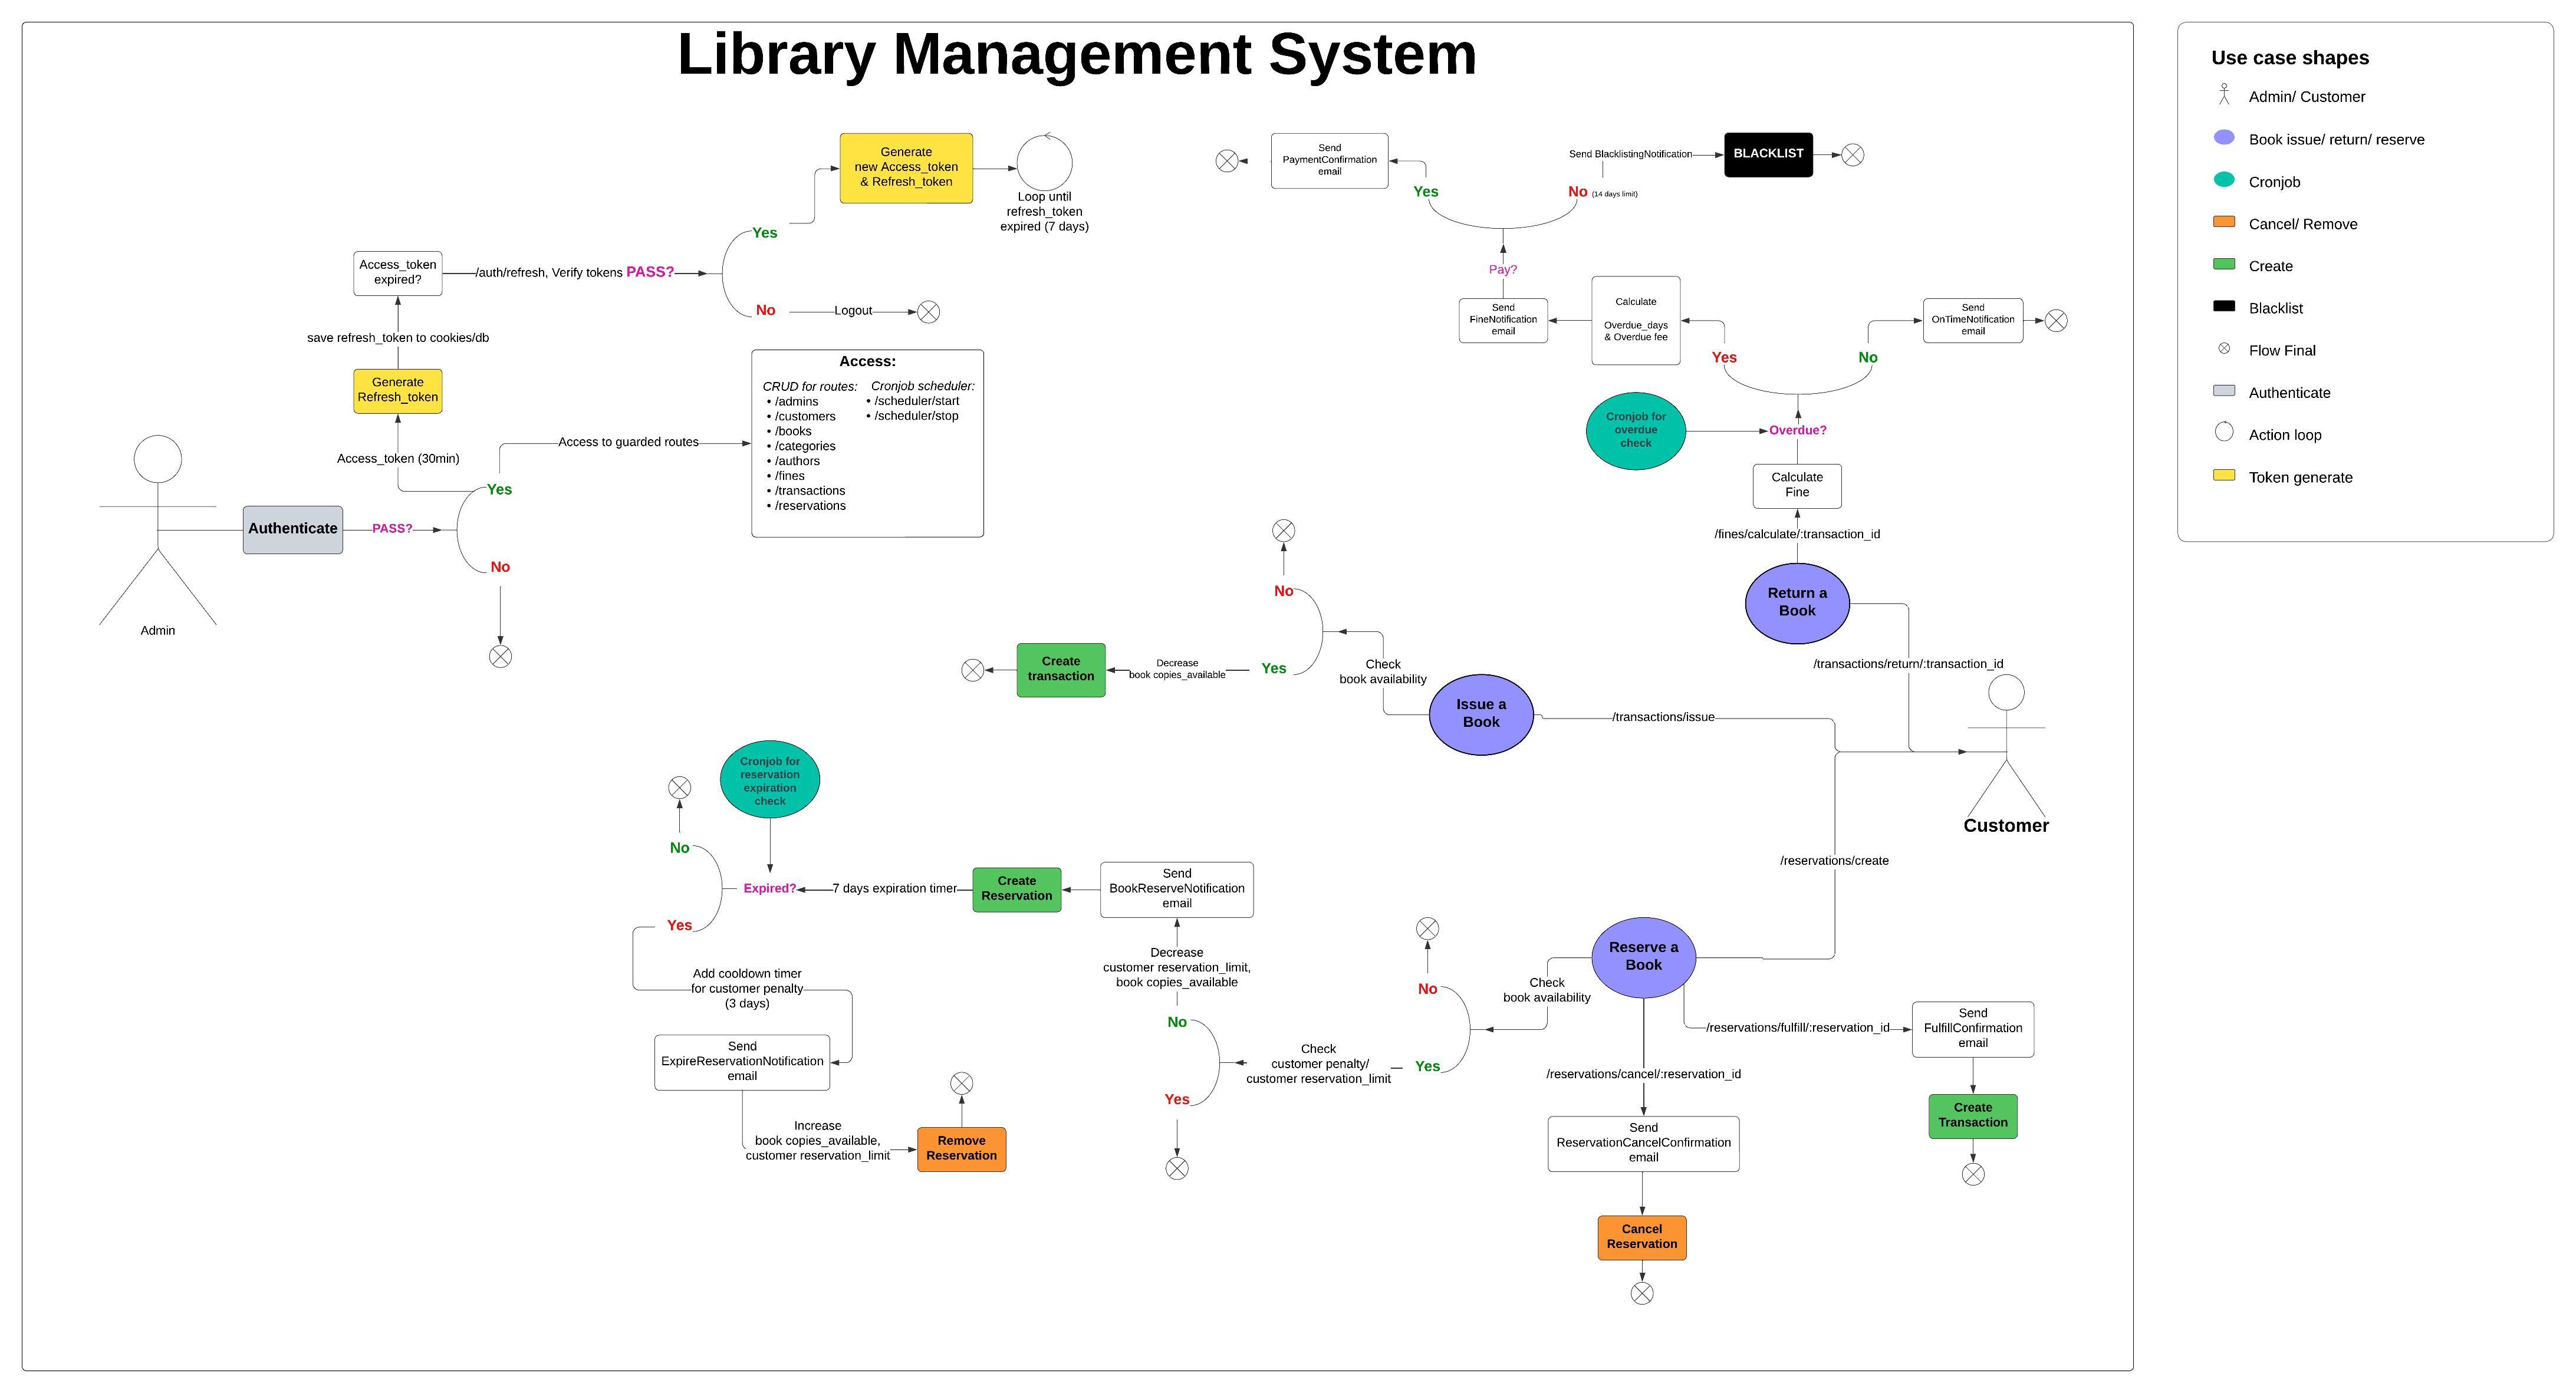 Library Management System
Use case shapes
Admin/ Customer
Book issue/ return/ reserve
Cronjob
Cancel/ Remove
Create
Blacklist
Flow Final
Authenticate
Action loop
Token generate
Generate
new Access_token
& Refresh_token
Loop until
refresh_token
expired (7 days)
Yes
Access_token
expired?
/auth/refresh, Verify tokens PASS?
No
Logout
save refresh_token to cookies/db
Generate
Refresh_token
Access_token (30min)
Access to guarded routes
Access:
CRUD for routes:
• /admins
• /customers
• /books
• /categories
• /authors
• /fines
• /transactions
• /reservations
Cronjob scheduler:
• /scheduler/start
• /scheduler/stop
Yes
Authenticate
PASS?
No
Admin
Send
PaymentConfirmation
email
Send BlacklistingNotification
BLACKLIST
Yes
No (14 days limit)
Pay?
Send
FineNotification
email
Calculate
Overdue_days
& Overdue fee
Send
OnTimeNotification
email
Yes
No
Cronjob for
overdue
check
Overdue?
Calculate
Fine
/fines/calculate/:transaction_id
Return a
Book
/transactions/return/:transaction_id
No
Yes
Check
book availability
Decrease
book copies_available
Create
transaction
Issue a
Book
/transactions/issue
Customer
/reservations/create
Cronjob for
reservation
expiration
check
No
Expired?
7 days expiration timer
Create
Reservation
Send
BookReserveNotification
email
Yes
Decrease
customer reservation_limit,
book copies_available
Add cooldown timer
for customer penalty
(3 days)
Send
ExpireReservationNotification
email
Increase
book copies_available,
customer reservation_limit
Remove
Reservation
No
Yes
Check
customer penalty/
customer reservation_limit
No
Yes
Check
book availability
Reserve a
Book
/reservations/fulfill/:reservation_id
Send
FulfillConfirmation
email
Create
Transaction
/reservations/cancel/:reservation_id
Send
ReservationCancelConfirmation
email
Cancel
Reservation